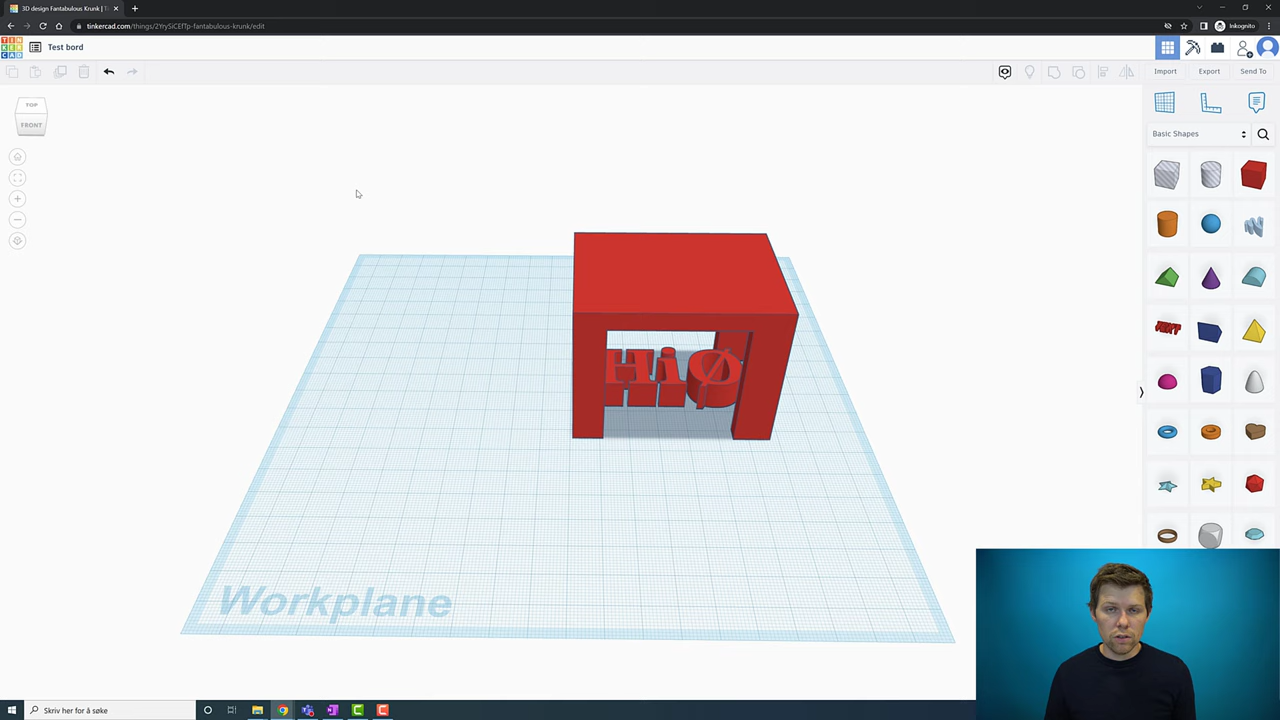 3D design Fantabulous Krunk | Ti
tinkercad.com/things/2YrySiCEfTp-fantabulous-krunk/edit
Inkognito
TIN
KER
CAD
Test bord
Import
Export
Send To
TOP
FRONT
Basic Shapes
TEXT
Hiø
Workplane
Skriv her for å søke